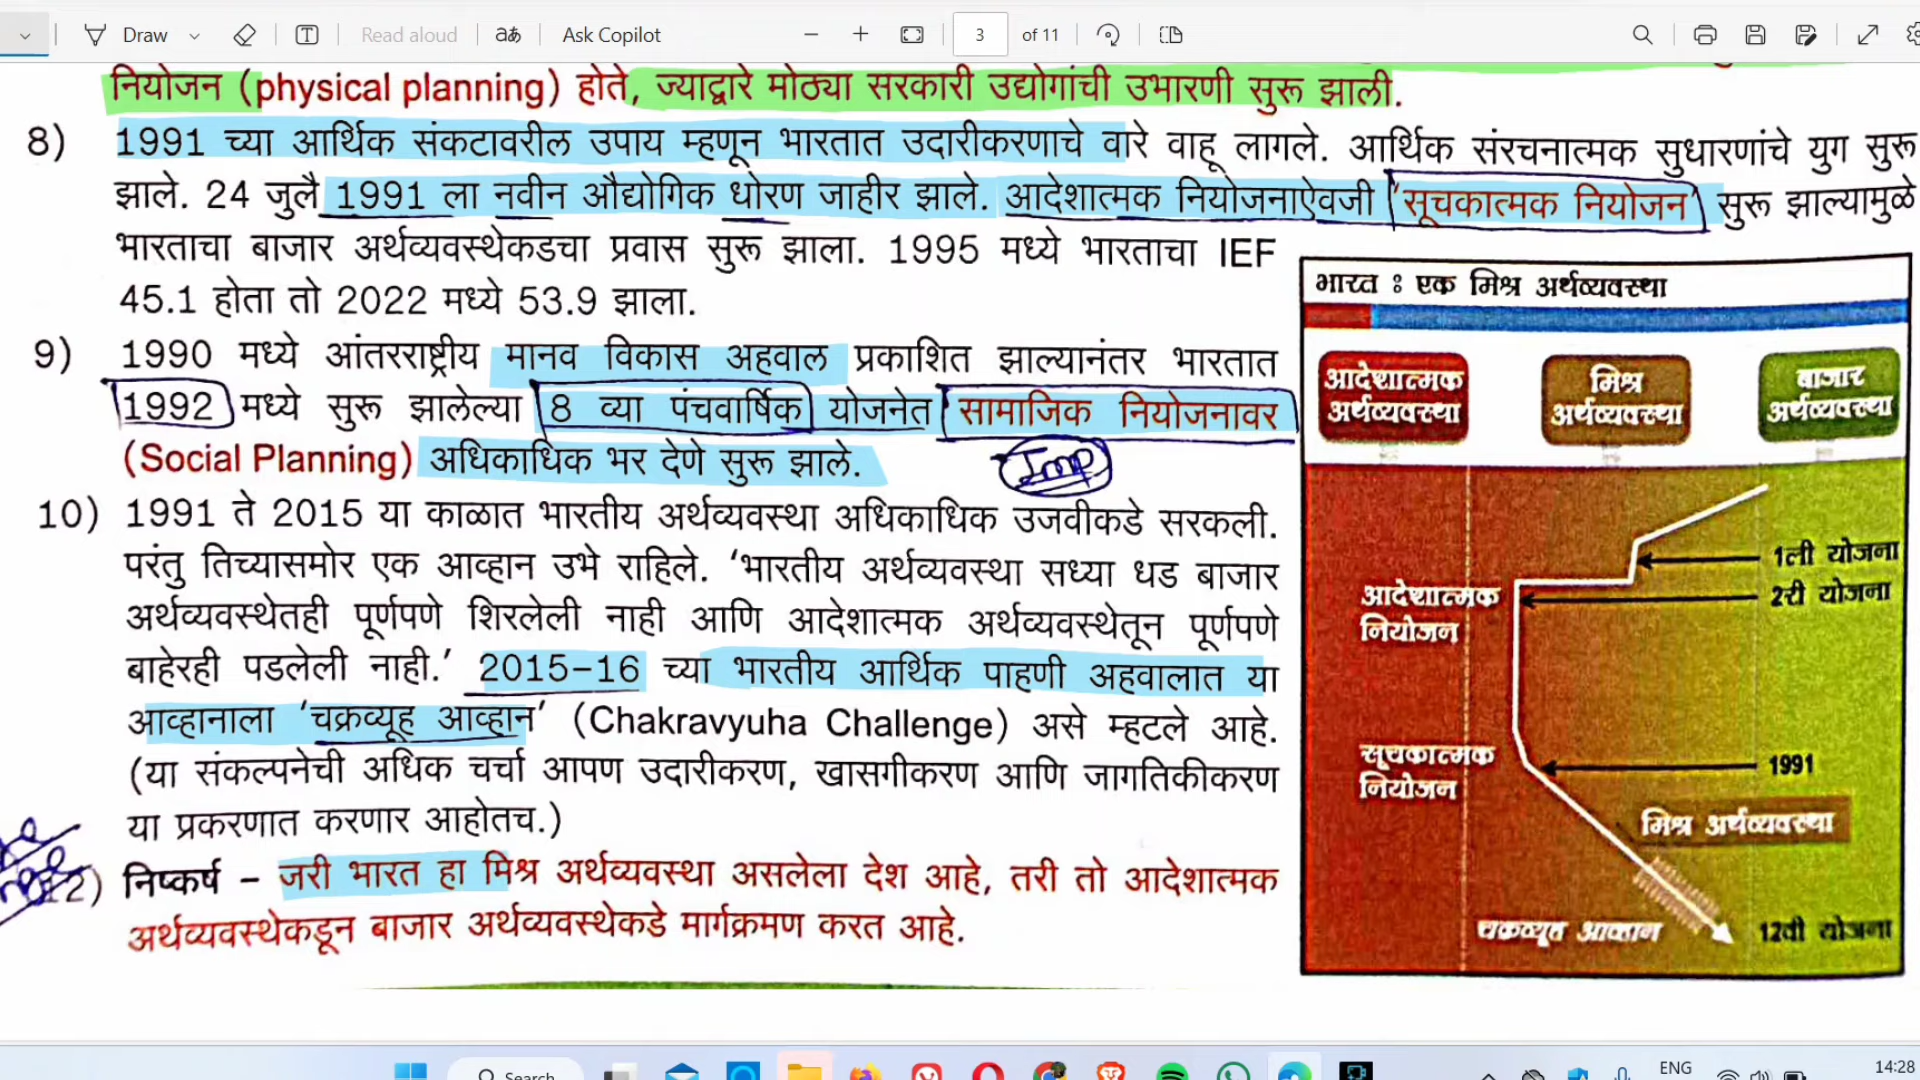 Draw
Read aloud
aあ
Ask Copilot
3
of 11
नियोजन (physical planning) होते, ज्याद्वारे मोठ्या सरकारी उद्योगांची उभारणी सुरू झाली.
8) 1991 च्या आर्थिक संकटावरील उपाय म्हणून भारतात उदारीकरणाचे वारे वाहू लागले. आर्थिक संरचनात्मक सुधारणांचे युग सुरू
झाले. 24 जुलै 1991 ला नवीन औद्योगिक धोरण जाहीर झाले. आदेशात्मक नियोजनाऐवजी 'सूचकात्मक नियोजन' सुरू झाल्यामुळे
भारताचा बाजार अर्थव्यवस्थेकडचा प्रवास सुरू झाला. 1995 मध्ये भारताचा IEF
45.1 होता तो 2022 मध्ये 53.9 झाला.
9) 1990 मध्ये आंतरराष्ट्रीय मानव विकास अहवाल प्रकाशित झाल्यानंतर भारतात
1992 मध्ये सुरू झालेल्या 8 व्या पंचवार्षिक योजनेत सामाजिक नियोजनावर
(Social Planning) अधिकाधिक भर देणे सुरू झाले.
Imp
10) 1991 ते 2015 या काळात भारतीय अर्थव्यवस्था अधिकाधिक उजवीकडे सरकली.
परंतु तिच्यासमोर एक आव्हान उभे राहिले. 'भारतीय अर्थव्यवस्था सध्या धड बाजार
अर्थव्यवस्थेतही पूर्णपणे शिरलेली नाही आणि आदेशात्मक अर्थव्यवस्थेतून पूर्णपणे
बाहेरही पडलेली नाही.' 2015-16 च्या भारतीय आर्थिक पाहणी अहवालात या
आव्हानाला 'चक्रव्यूह आव्हान' (Chakravyuha Challenge) असे म्हटले आहे.
(या संकल्पनेची अधिक चर्चा आपण उदारीकरण, खासगीकरण आणि जागतिकीकरण
या प्रकरणात करणार आहोतच.)
12) निष्कर्ष – जरी भारत हा मिश्र अर्थव्यवस्था असलेला देश आहे, तरी तो आदेशात्मक
अर्थव्यवस्थेकडून बाजार अर्थव्यवस्थेकडे मार्गक्रमण करत आहे.
भारत : एक मिश्र अर्थव्यवस्था
आदेशात्मक
अर्थव्यवस्था
मिश्र
अर्थव्यवस्था
बाजार
अर्थव्यवस्था
1ली योजना
2री योजना
आदेशात्मक
नियोजन
सूचकात्मक
नियोजन
1991
मिश्र अर्थव्यवस्था
चक्रव्यूह आव्हान
12वी योजना
Search
ENG
14:28